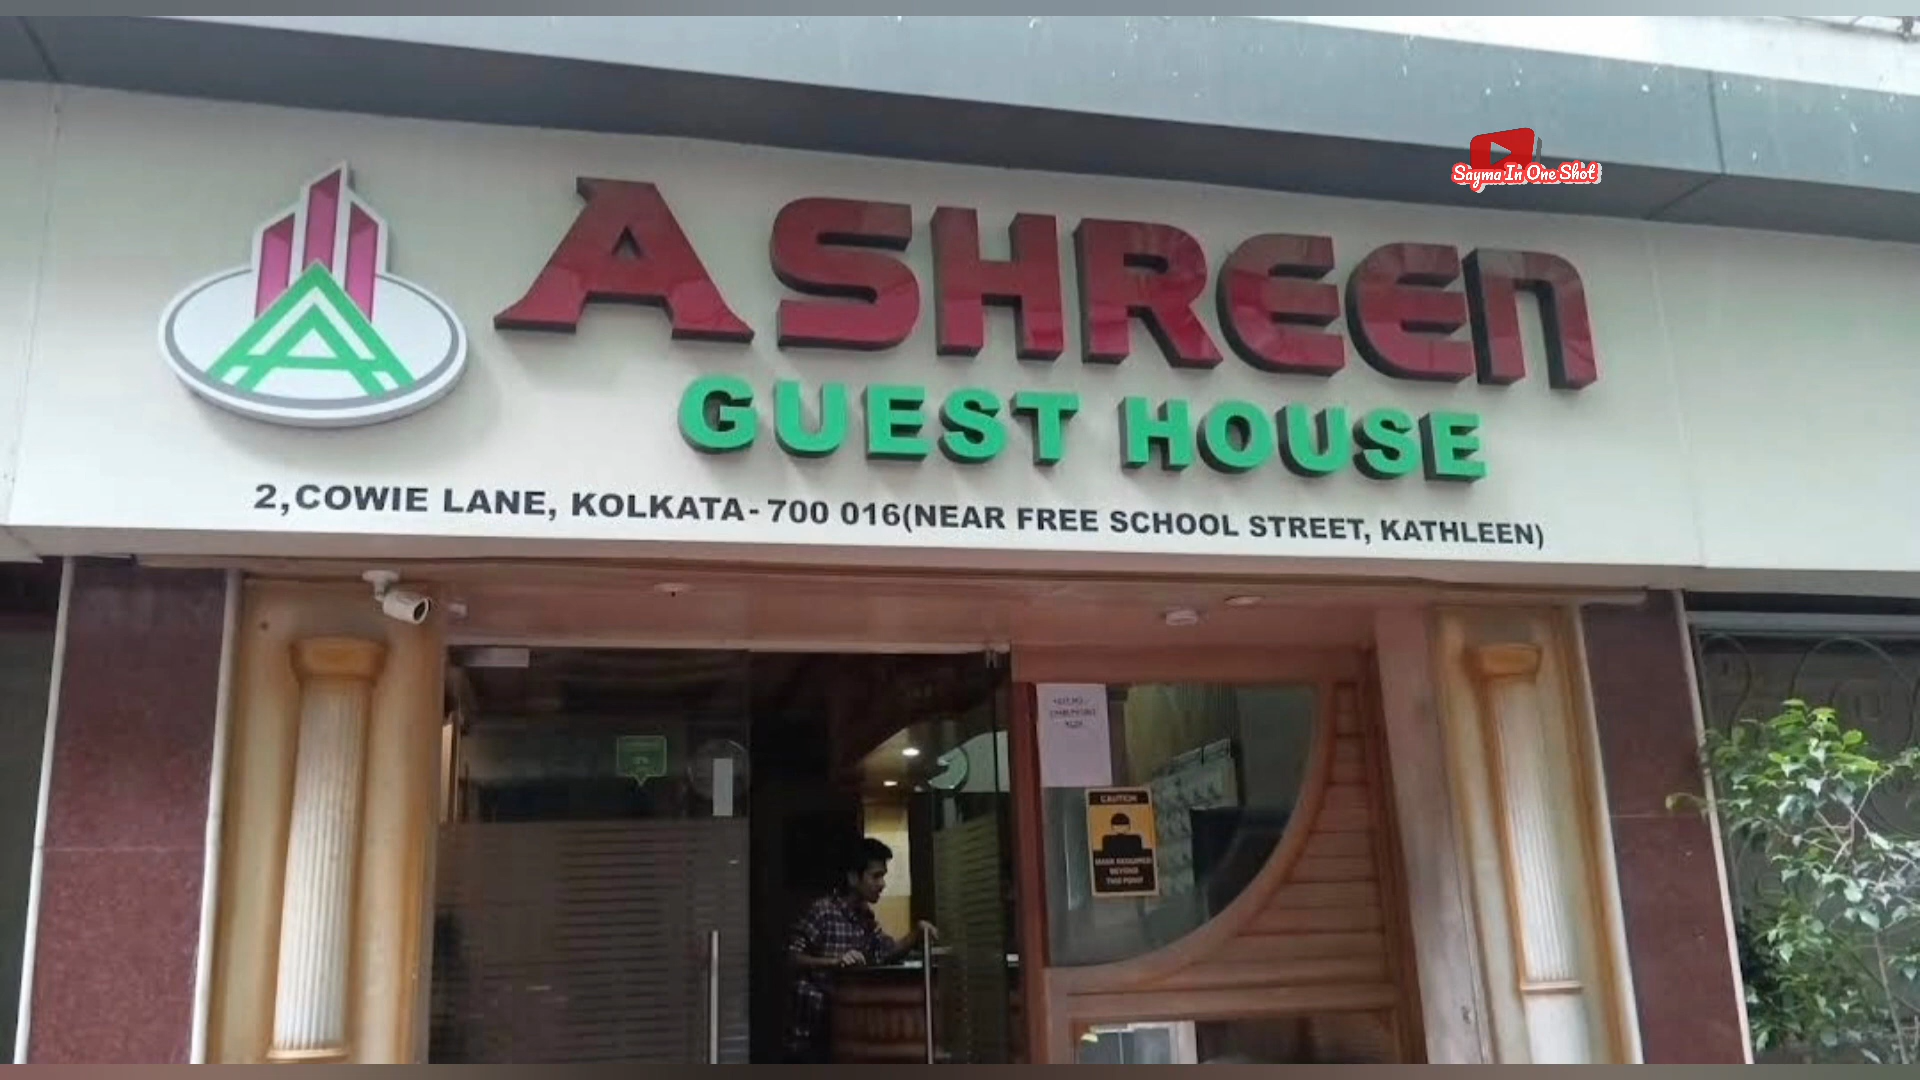 Sayma In One Shot
ASHREEN
GUEST HOUSE
2, COWIE LANE, KOLKATA- 700 016(NEAR FREE SCHOOL STREET, KATHLEEN)
CAUTION
MASK REQUIRED
BEYOND
THIS POINT